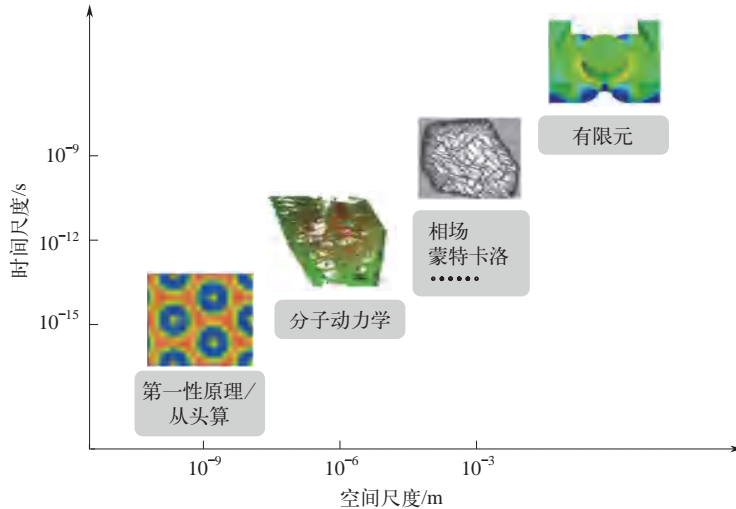 有限元
10⁻⁹
相场
蒙特卡洛
······
10⁻¹²
分子动力学
10⁻¹⁵
第一性原理/
从头算
时间尺度/s
10⁻⁹
10⁻⁶
10⁻³
空间尺度/m